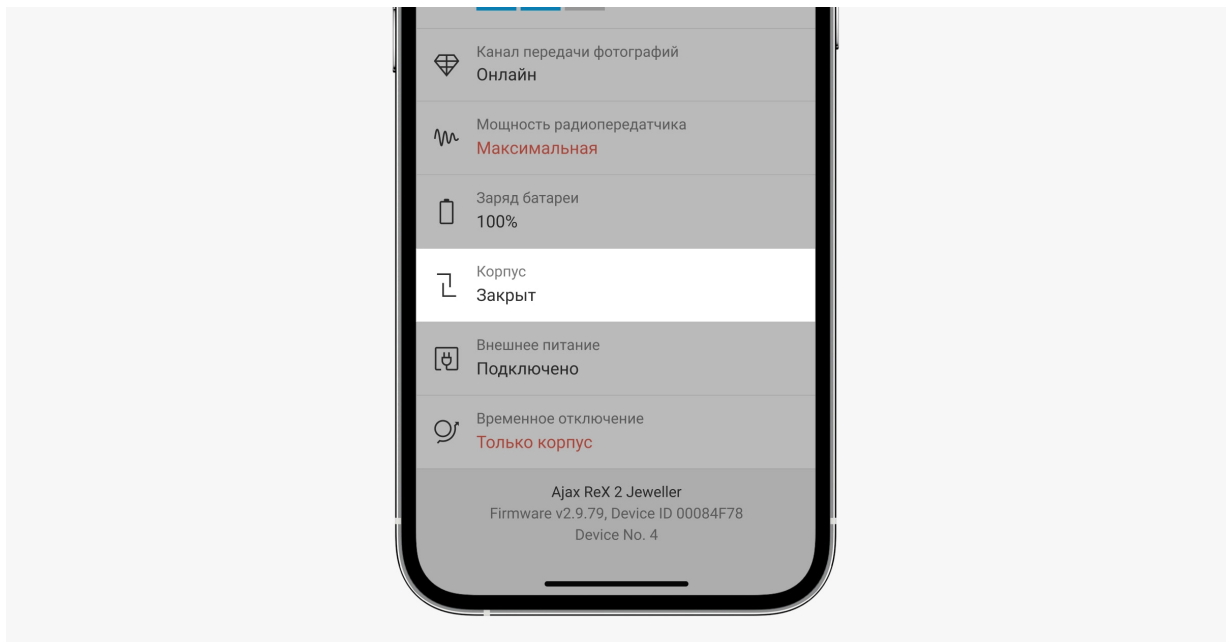 Канал передачи фотографий
Онлайн
Мощность радиопередатчика
Максимальная
Заряд батареи
100%
Корпус
Закрыт
Внешнее питание
Подключено
Временное отключение
Только корпус
Ajax ReX 2 Jeweller
Firmware v2.9.79, Device ID 00084F78
Device No. 4